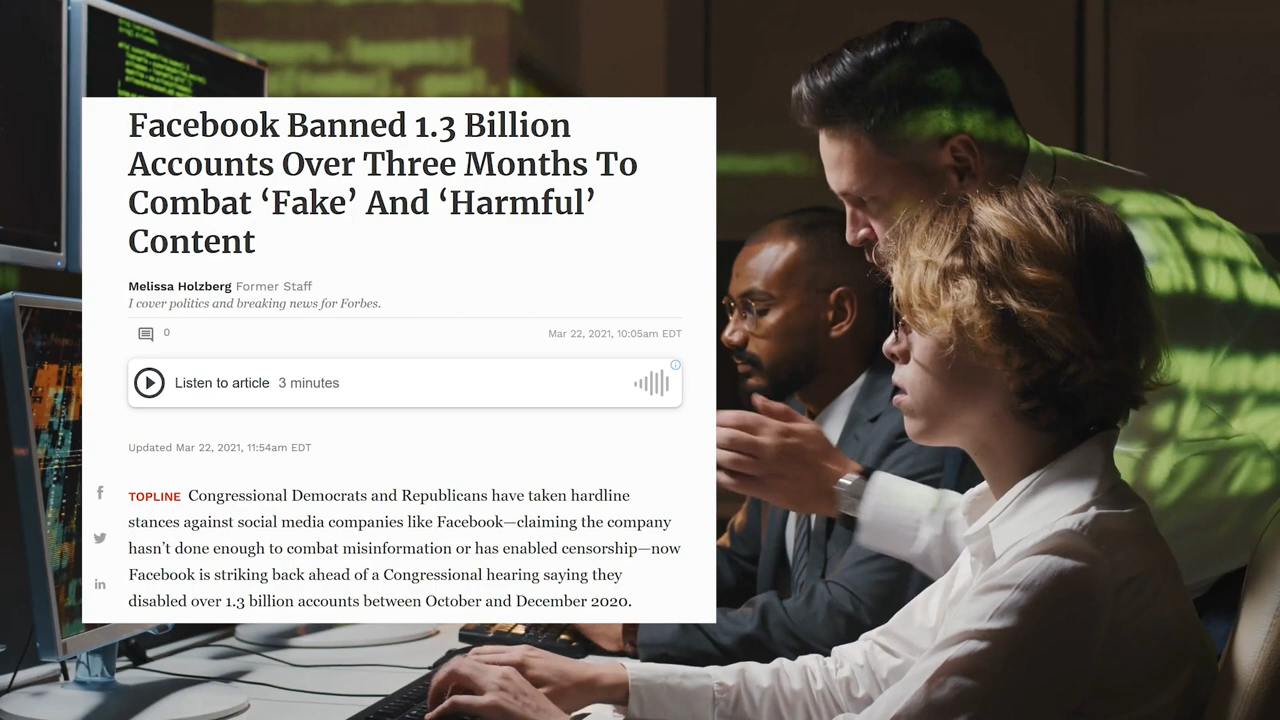 Facebook Banned 1.3 Billion
Accounts Over Three Months To
Combat ‘Fake’ And ‘Harmful’
Content
Melissa Holzberg Former Staff
I cover politics and breaking news for Forbes.
0
Mar 22, 2021, 10:05am EDT
Listen to article 3 minutes
Updated Mar 22, 2021, 11:54am EDT
TOPLINE Congressional Democrats and Republicans have taken hardline
stances against social media companies like Facebook—claiming the company
hasn’t done enough to combat misinformation or has enabled censorship—now
Facebook is striking back ahead of a Congressional hearing saying they
disabled over 1.3 billion accounts between October and December 2020.